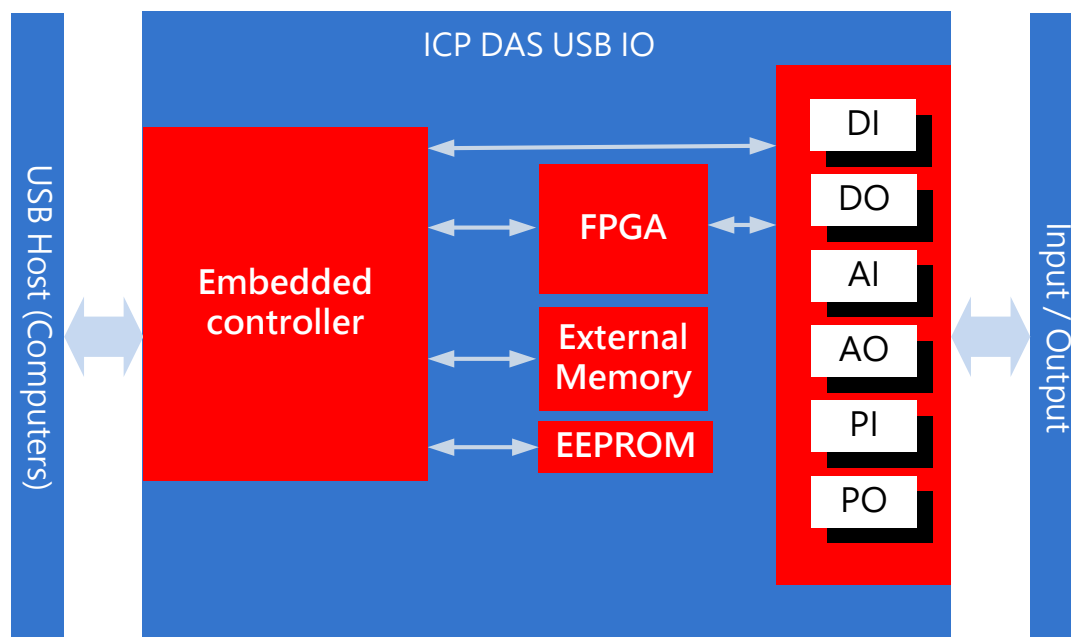 ICP DAS USB IO
USB Host (Computers)
Embedded
controller
FPGA
External
Memory
EEPROM
DI
DO
AI
AO
PI
PO
Input / Output